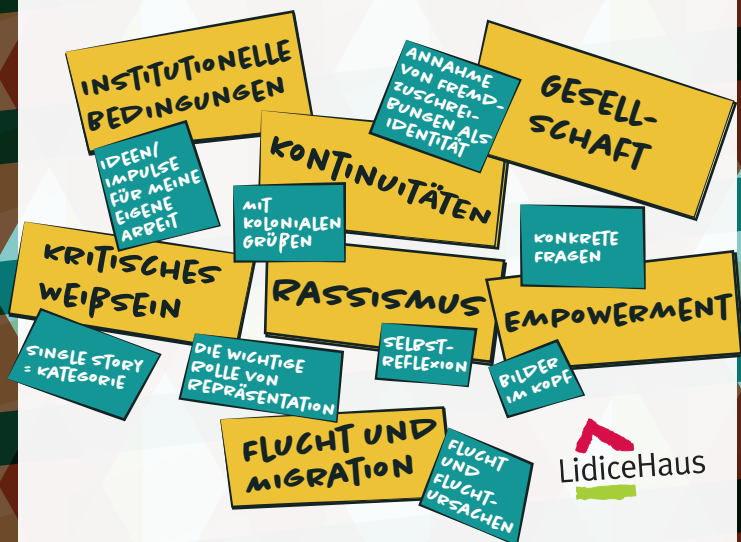 INSTITUTIONELLE
BEDINGUNGEN
ANNAHME
VON FREMD-
ZUSCHREI-
BUNGEN ALS
IDENTITÄT
GESELL-
SCHAFT
IDEEN/
IMPULSE
FÜR MEINE
EIGENE
ARBEIT
KONTINUITÄTEN
MIT
KOLONIALEN
GRÜßEN
KONKRETE
FRAGEN
KRITISCHES
WEIßSEIN
RASSISMUS
EMPOWERMENT
SINGLE STORY
= KATEGORIE
DIE WICHTIGE
ROLLE VON
REPRÄSENTATION
SELBST-
REFLEXION
BILDER
IM KOPF
FLUCHT UND
MIGRATION
FLUCHT
UND
FLUCHT-
URSACHEN
LidiceHaus